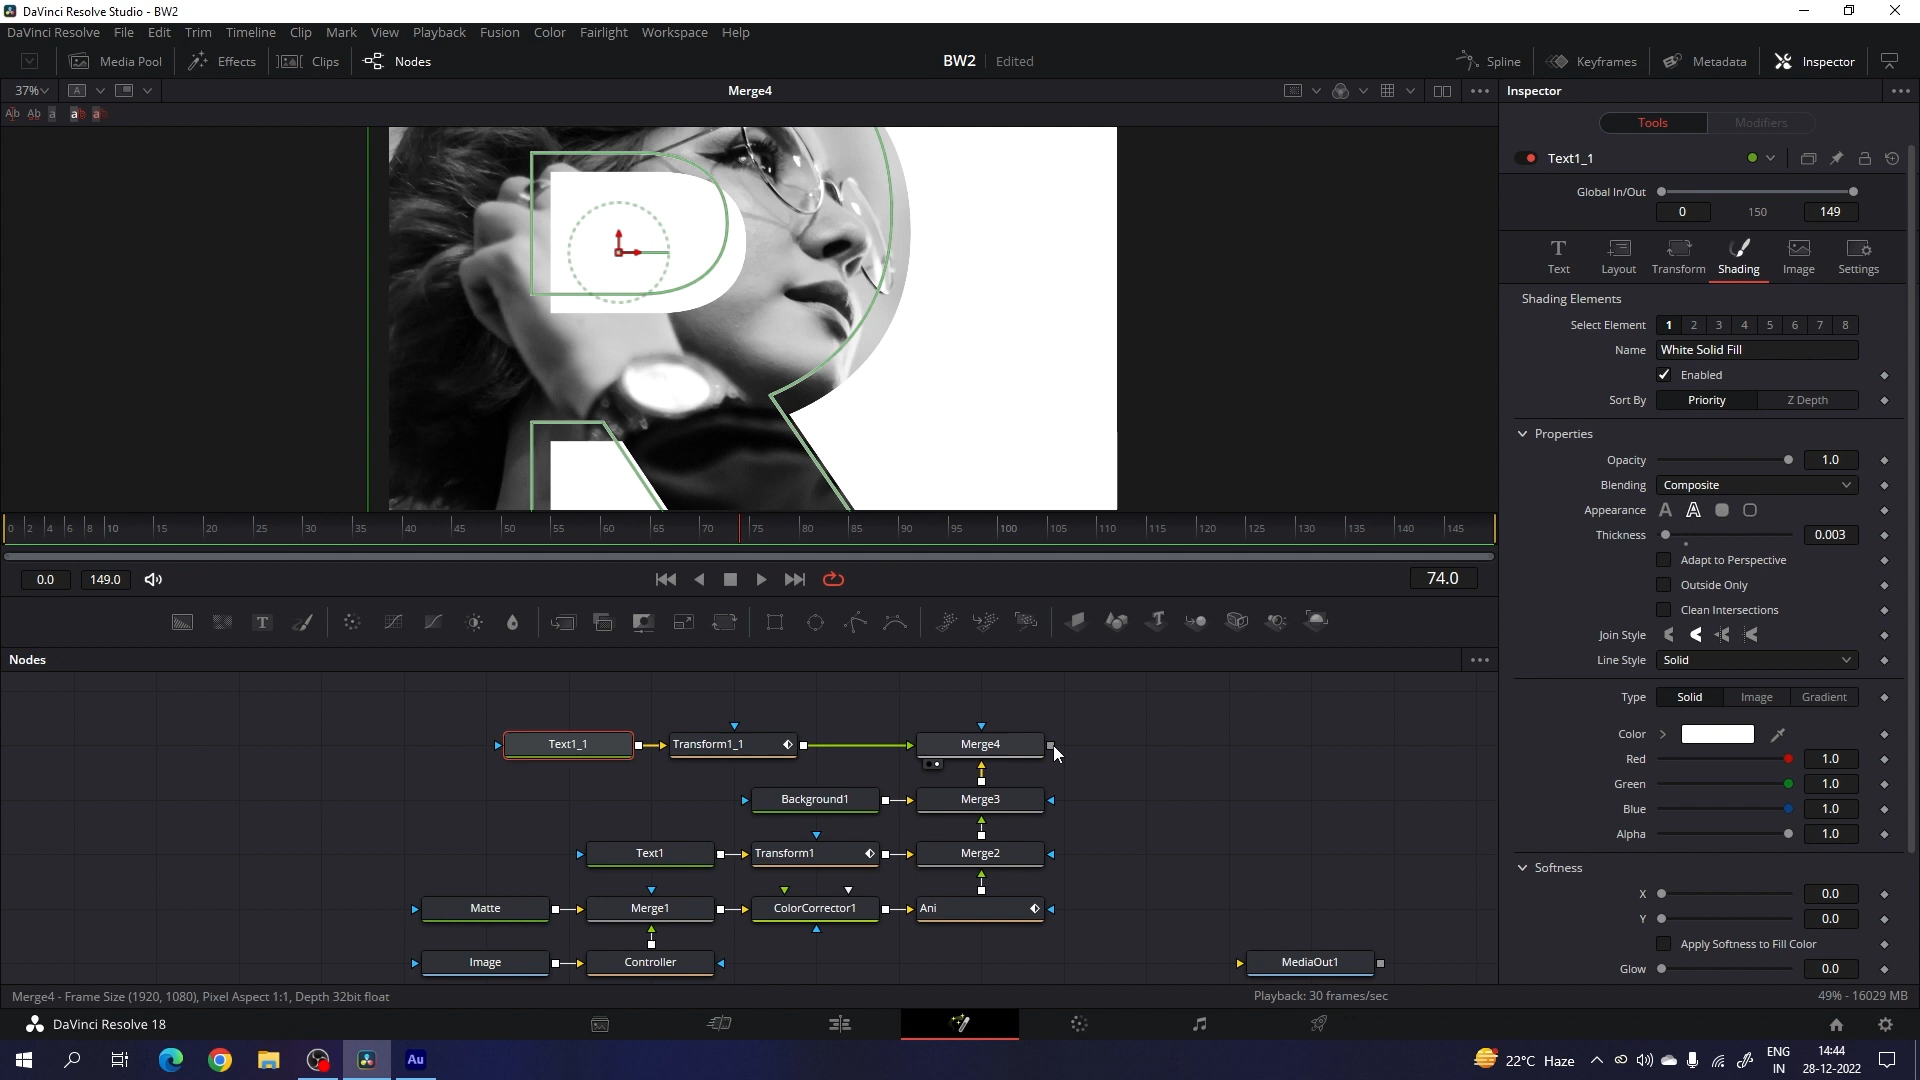 DaVinci Resolve Studio - BW2
DaVinci Resolve File Edit Trim Timeline Clip Mark View Playback Fusion Color Fairlight Workspace Help
Media Pool Effects Clips Nodes BW2 Edited Spline Keyframes Metadata Inspector
37% A Merge4 Inspector
Ab Ab a ab a
Tools Modifiers
Text1_1
Global In/Out
0 150 149
Text Layout Transform Shading Image Settings
Shading Elements
Select Element 1 2 3 4 5 6 7 8
Name White Solid Fill
Enabled
Sort By Priority Z Depth
Properties
Opacity 1.0
Blending Composite
Appearance A A
Thickness 0.003
Adapt to Perspective
Outside Only
Clean Intersections
Join Style
Line Style Solid
Type Solid Image Gradient
Color
Red 1.0
Green 1.0
Blue 1.0
Alpha 1.0
Softness
X 0.0
Y 0.0
Apply Softness to Fill Color
Glow 0.0
0 2 4 6 8 10 15 20 25 30 35 40 45 50 55 60 65 70 75 80 85 90 95 100 105 110 115 120 125 130 135 140 145
0.0 149.0 74.0
Nodes
Text1_1 Transform1_1 Merge4
Background1 Merge3
Text1 Transform1 Merge2
Matte Merge1 ColorCorrector1 Ani
Image Controller MediaOut1
Merge4 - Frame Size (1920, 1080), Pixel Aspect 1:1, Depth 32bit float Playback: 30 frames/sec 49% - 16029 MB
DaVinci Resolve 18
Au 22°C Haze ENG IN 14:44 28-12-2022